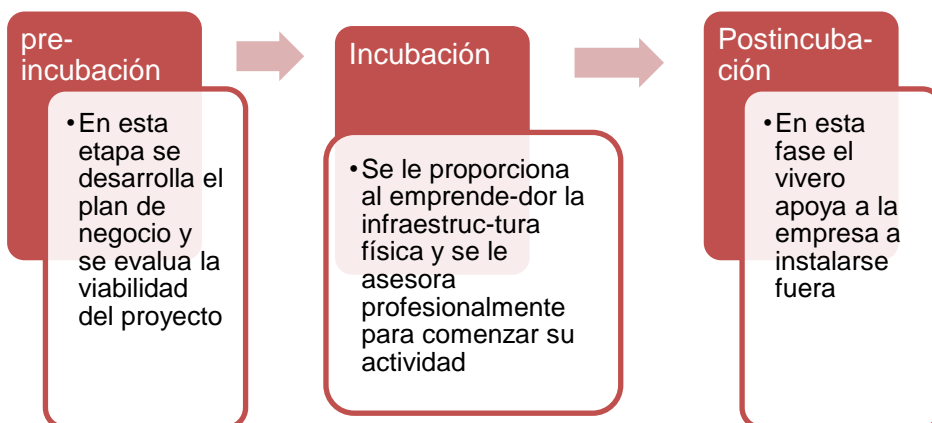 pre-
incubación
•En esta
etapa se
desarrolla el
plan de
negocio y
se evalua la
viabilidad
del proyecto
Incubación
•Se le proporciona
al emprende-dor la
infraestruc-tura
física y se le
asesora
profesionalmente
para comenzar su
actividad
Postincuba-
ción
•En esta
fase el
vivero
apoya a la
empresa a
instalarse
fuera